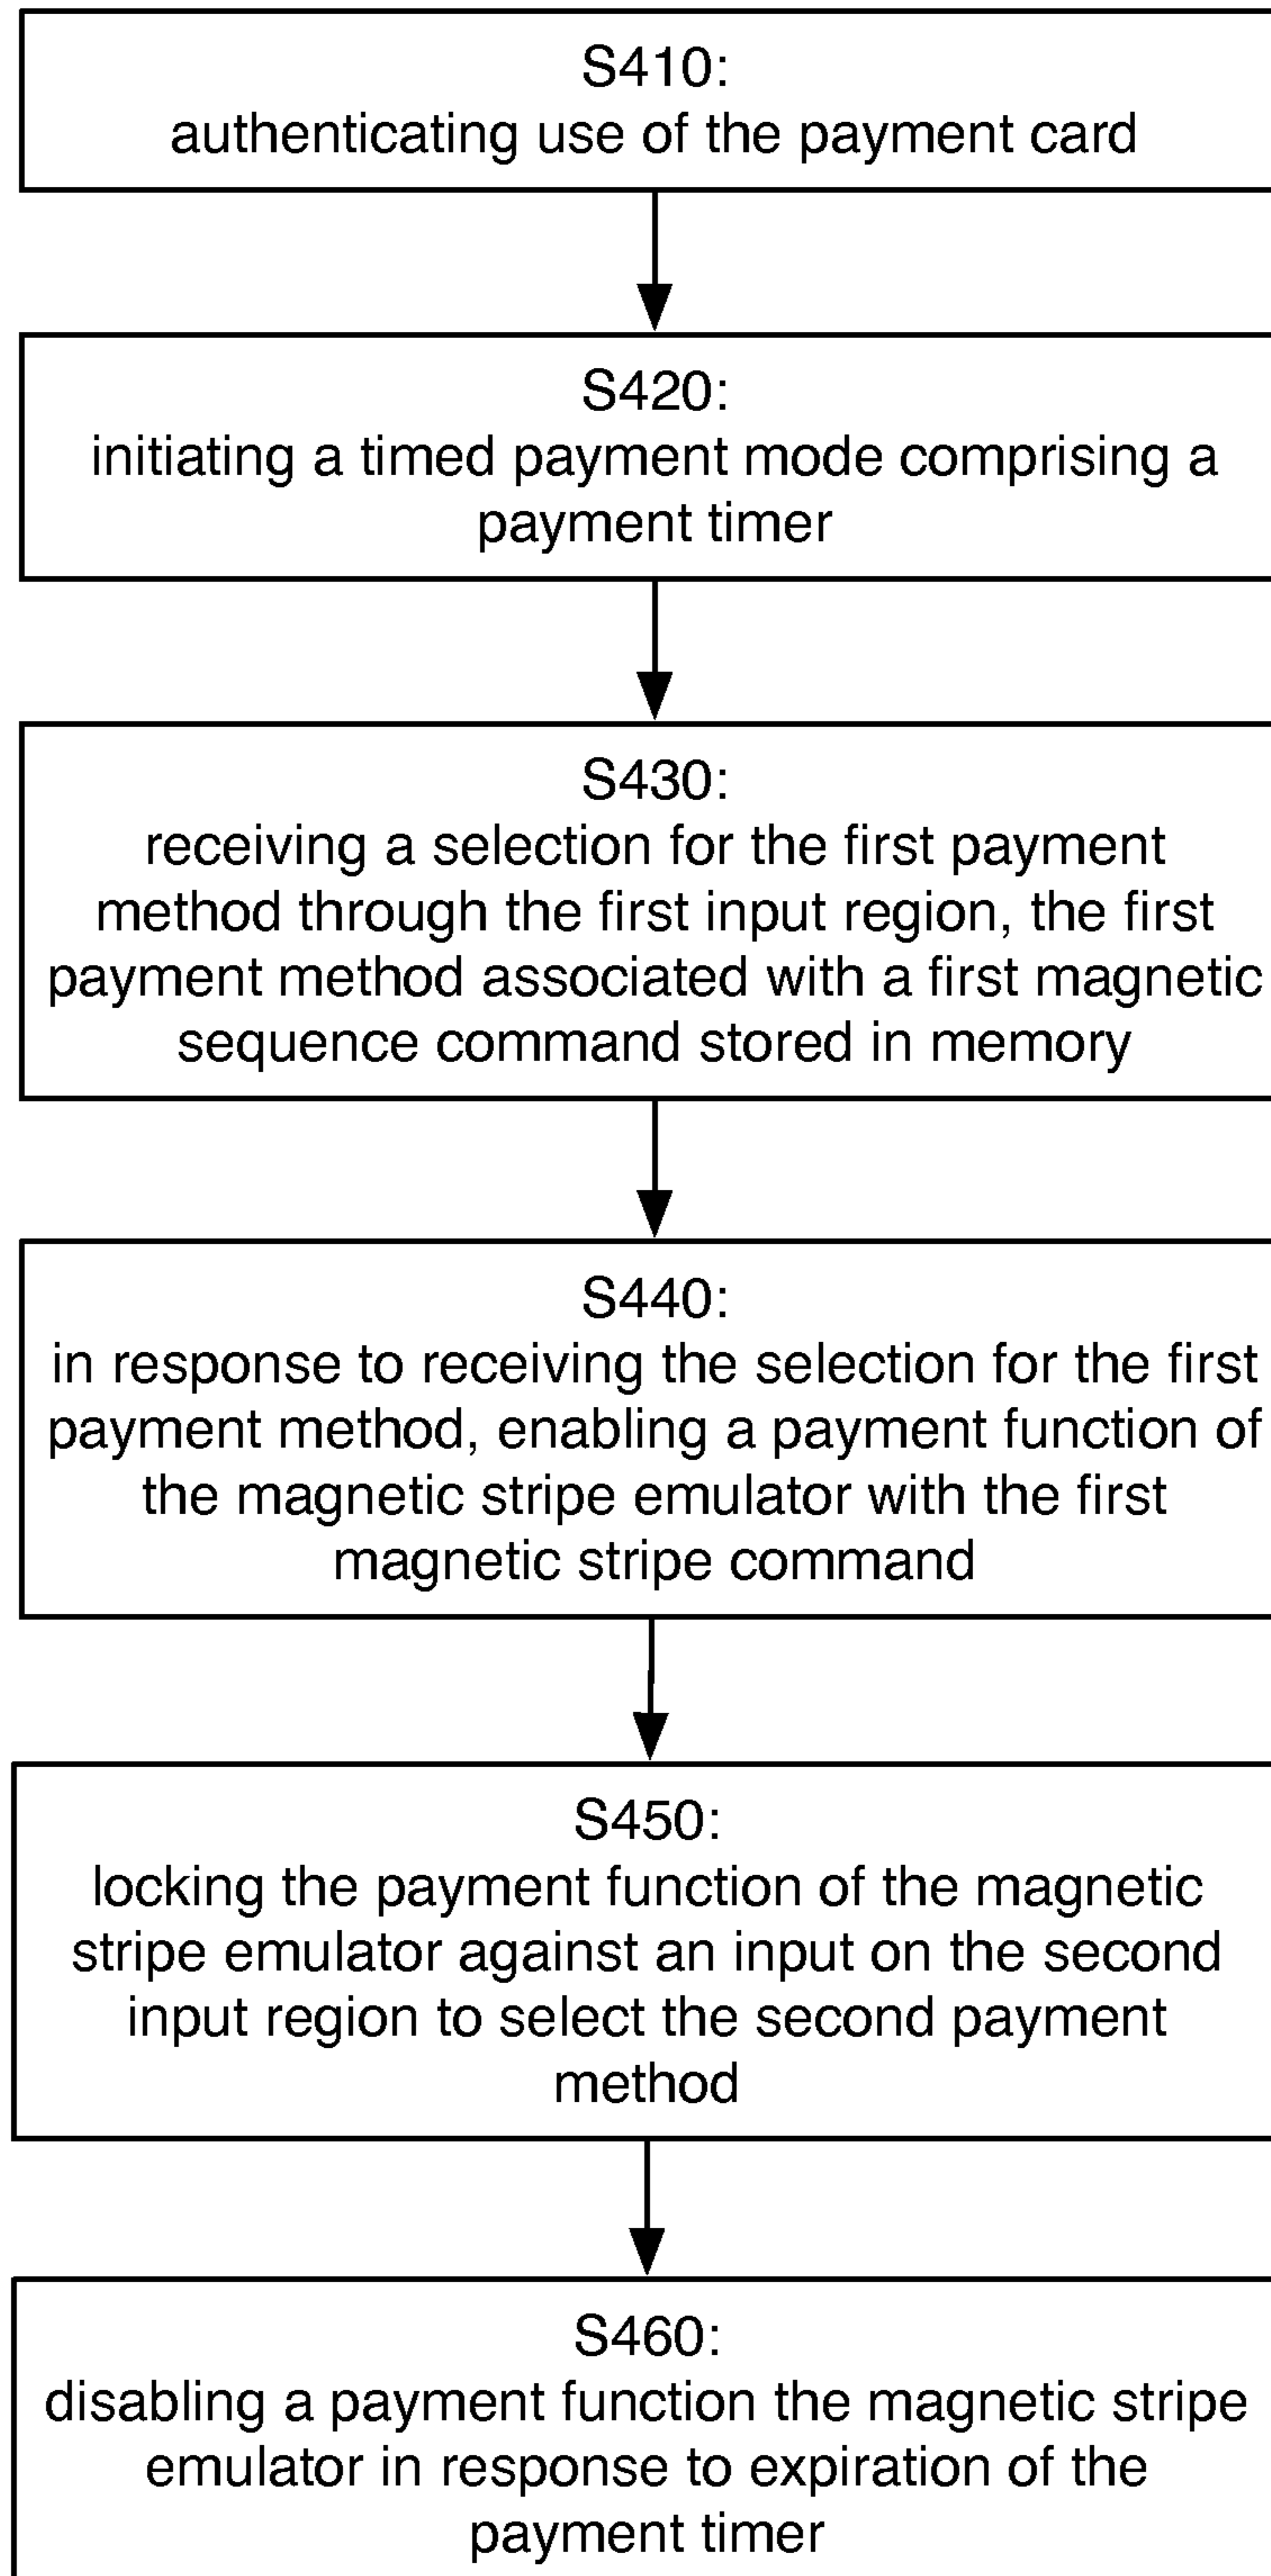 S410:
authenticating use of the payment card
S420:
initiating a timed payment mode comprising a
payment timer
S430:
receiving a selection for the first payment
method through the first input region, the first
payment method associated with a first magnetic
sequence command stored in memory
S440:
in response to receiving the selection for the first
payment method, enabling a payment function of
the magnetic stripe emulator with the first
magnetic stripe command
S450:
locking the payment function of the magnetic
stripe emulator against an input on the second
input region to select the second payment
method
S460:
disabling a payment function the magnetic stripe
emulator in response to expiration of the
payment timer